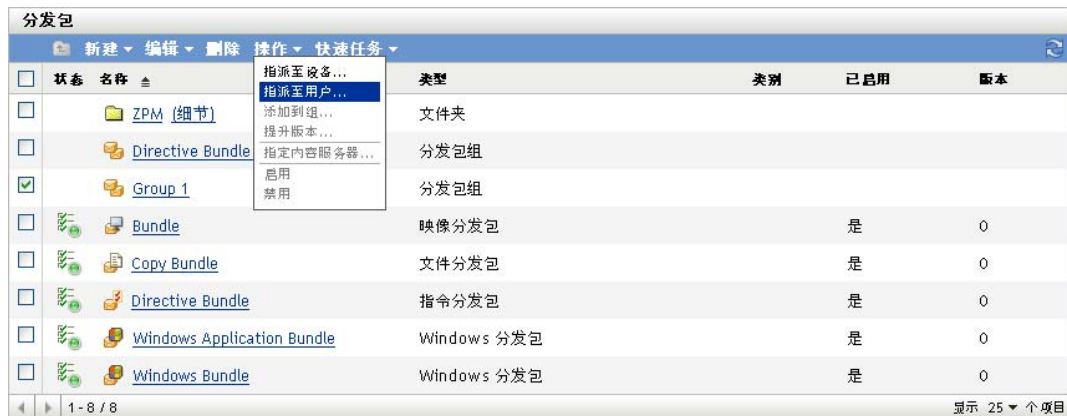 分发包
新建 编辑 删除 操作 快速任务
状态 名称 类型 类别 已启用 版本
指派至设备...
指派至用户...
添加到组...
提升版本...
指定内容服务器...
启用
禁用
ZPM (细节) 文件夹
Directive Bundle 分发包组
Group 1 分发包组
Bundle 映像分发包 是 0
Copy Bundle 文件分发包 是 0
Directive Bundle 指令分发包 是 0
Windows Application Bundle Windows 分发包 是 0
Windows Bundle Windows 分发包 是 0
1 - 8 / 8 显示 25 个项目